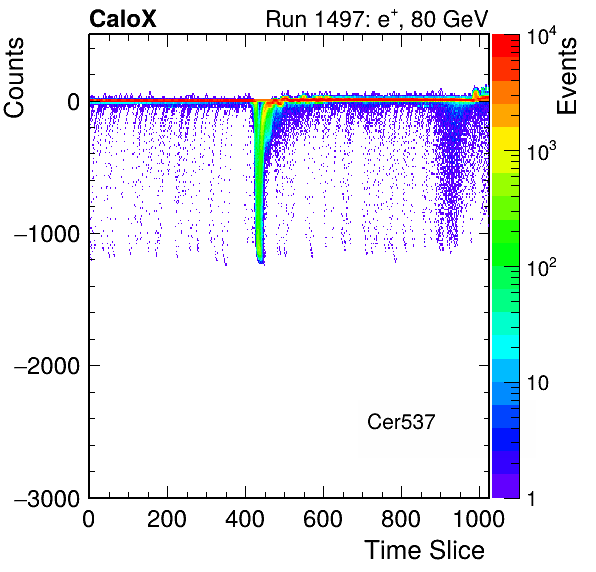 CaloX Run 1497: e⁺, 80 GeV
Counts
Events
0
−1000
−2000
−3000
10⁴
10³
10²
10
1
Cer537
0 200 400 600 800 1000
Time Slice